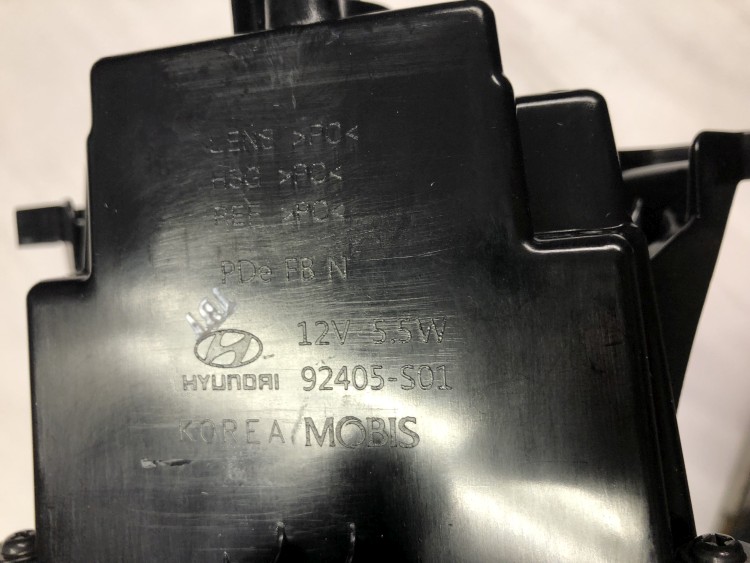 LENS >PC<
HSG >PC<
REF >PC<
PDe FB N
12V 5.5W
HYUNDAI 92405-S01
KOREA MOBIS